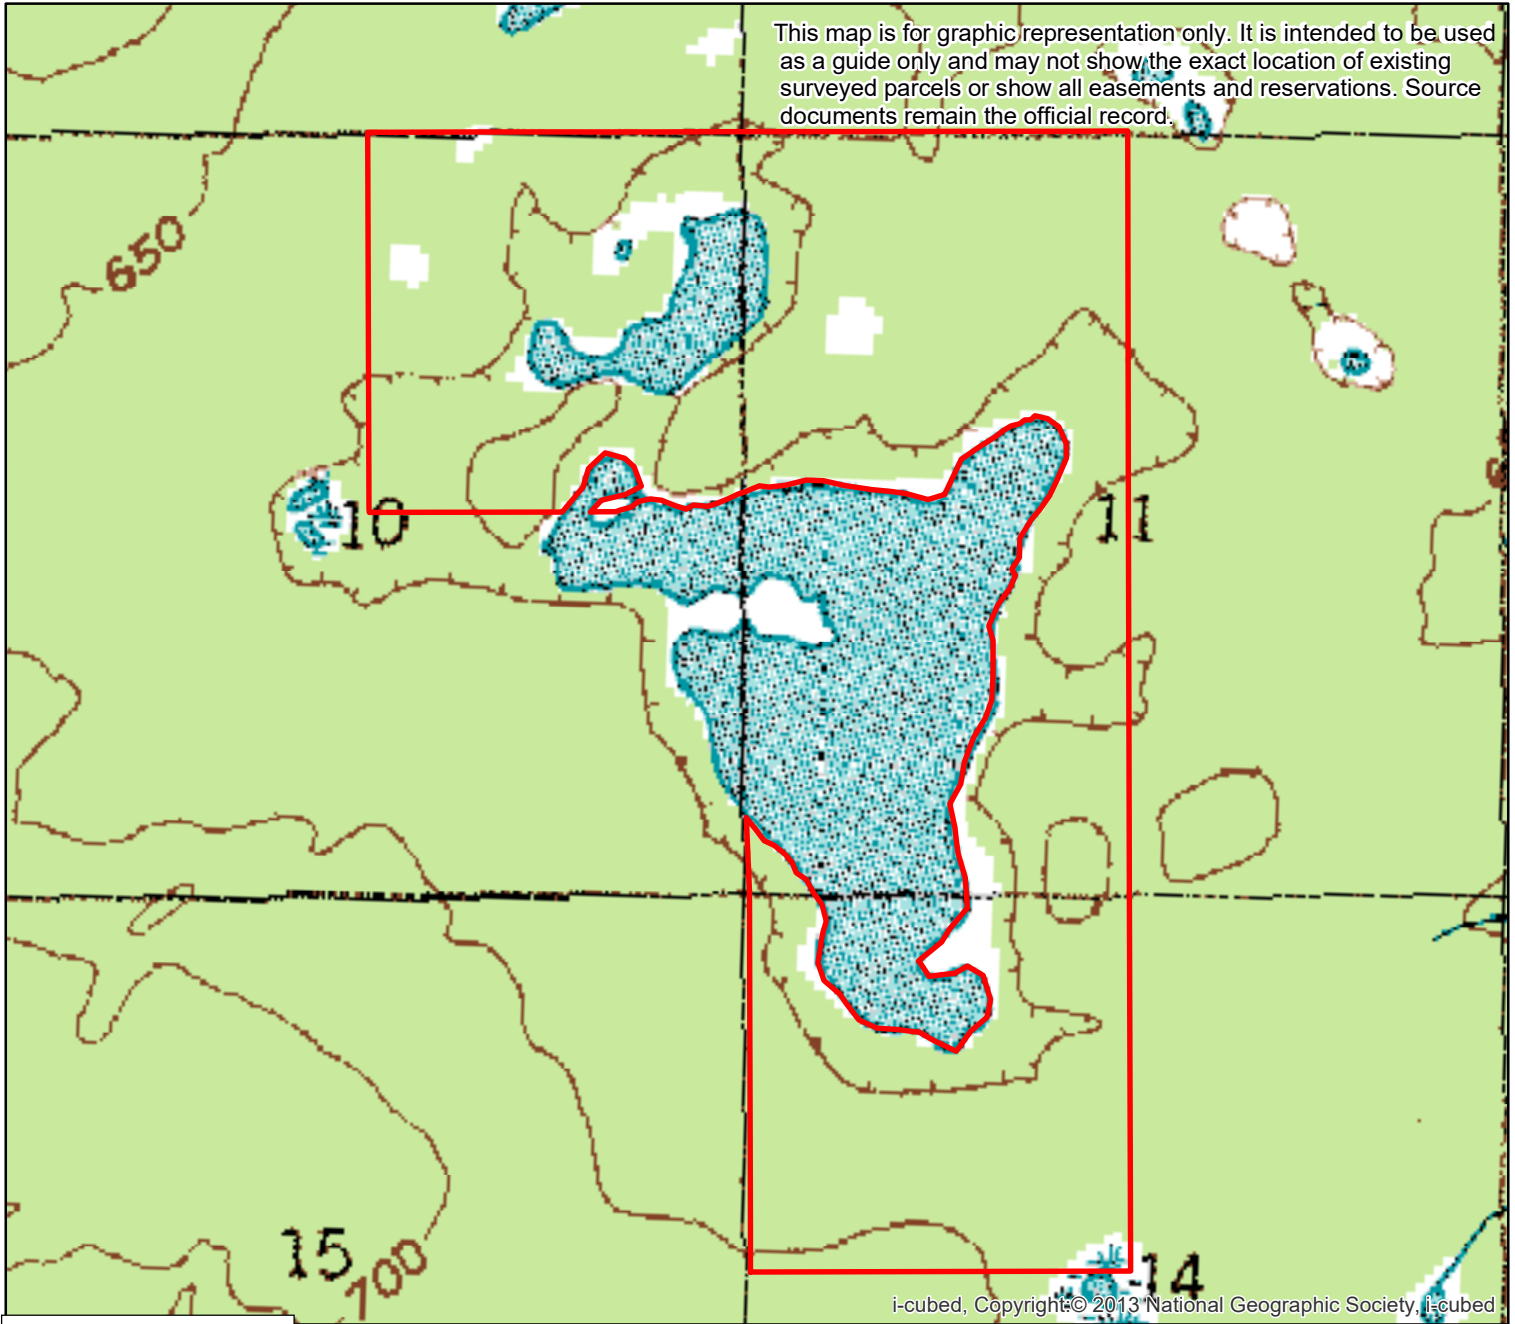 This map is for graphic representation only. It is intended to be used
as a guide only and may not show the exact location of existing
surveyed parcels or show all easements and reservations. Source
documents remain the official record.
650
10
11
15
700
14
i-cubed, Copyright:© 2013 National Geographic Society, i-cubed